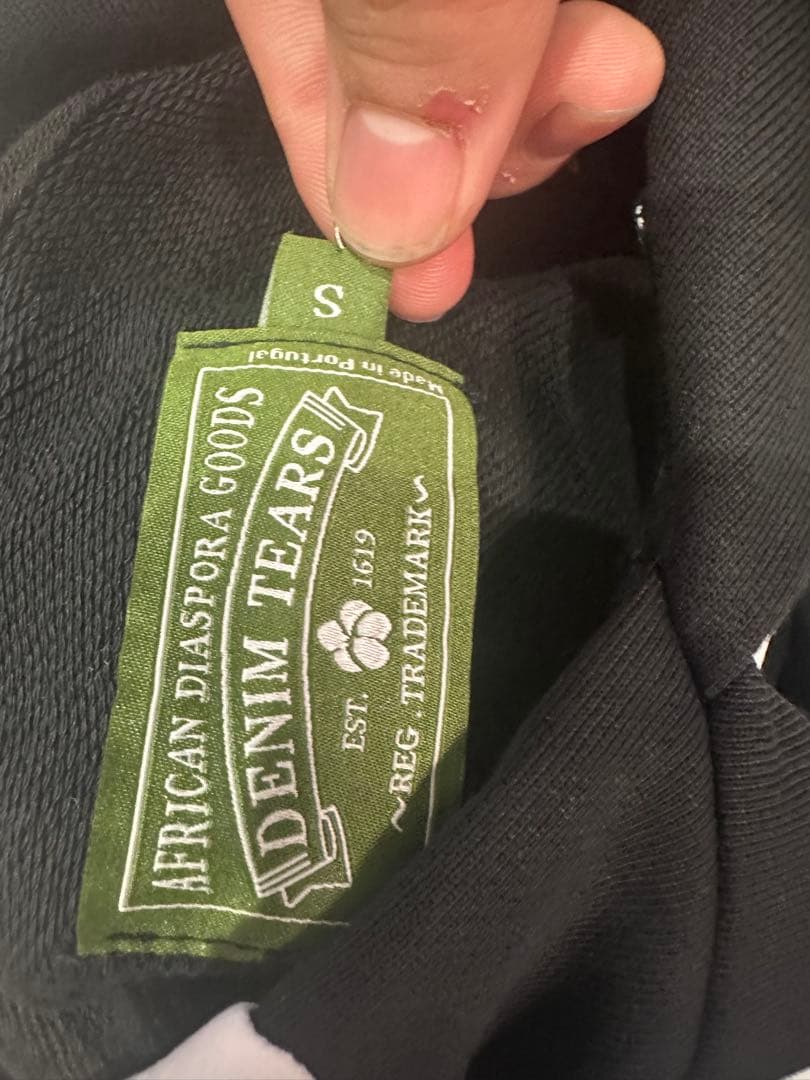 S
Made in Portugal
AFRICAN DIASPORA GOODS
DENIM TEARS
EST. 1619
~REG . TRADEMARK~